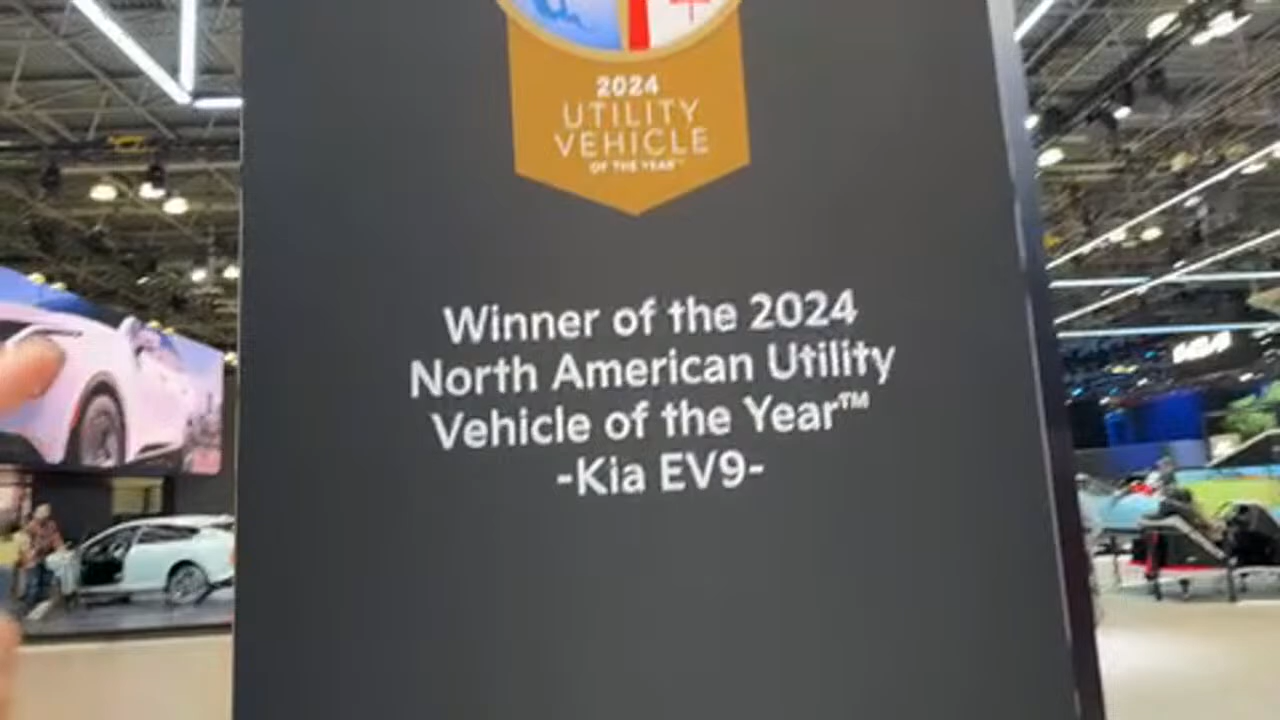 2024
UTILITY
VEHICLE
OF THE YEAR™
Winner of the 2024
North American Utility
Vehicle of the Year™
-Kia EV9-
KIA